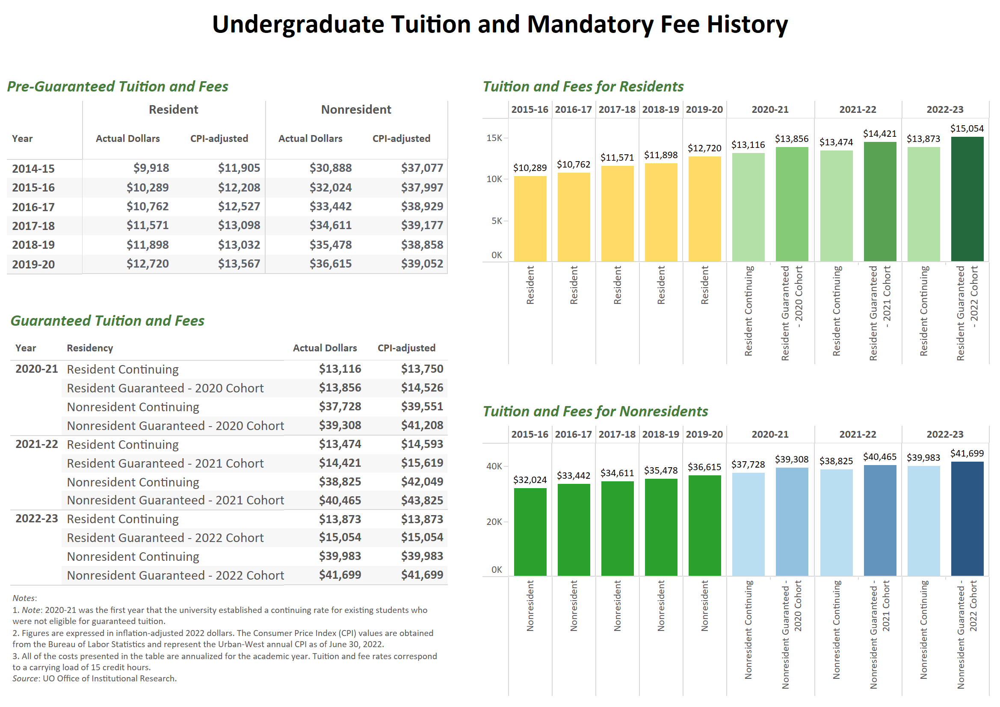 Undergraduate Tuition and Mandatory Fee History
Pre-Guaranteed Tuition and Fees
Resident Nonresident
Year Actual Dollars CPI-adjusted Actual Dollars CPI-adjusted
2014-15 $9,918 $11,905 $30,888 $37,077
2015-16 $10,289 $12,208 $32,024 $37,997
2016-17 $10,762 $12,527 $33,442 $38,929
2017-18 $11,571 $13,098 $34,611 $39,177
2018-19 $11,898 $13,032 $35,478 $38,858
2019-20 $12,720 $13,567 $36,615 $39,052
Guaranteed Tuition and Fees
Year Residency Actual Dollars CPI-adjusted
2020-21 Resident Continuing $13,116 $13,750
Resident Guaranteed - 2020 Cohort $13,856 $14,526
Nonresident Continuing $37,728 $39,551
Nonresident Guaranteed - 2020 Cohort $39,308 $41,208
2021-22 Resident Continuing $13,474 $14,593
Resident Guaranteed - 2021 Cohort $14,421 $15,619
Nonresident Continuing $38,825 $42,049
Nonresident Guaranteed - 2021 Cohort $40,465 $43,825
2022-23 Resident Continuing $13,873 $13,873
Resident Guaranteed - 2022 Cohort $15,054 $15,054
Nonresident Continuing $39,983 $39,983
Nonresident Guaranteed - 2022 Cohort $41,699 $41,699
Notes:
1. Note: 2020-21 was the first year that the university established a continuing rate for existing students who
were not eligible for guaranteed tuition.
2. Figures are expressed in inflation-adjusted 2022 dollars. The Consumer Price Index (CPI) values are obtained
from the Bureau of Labor Statistics and represent the Urban-West annual CPI as of June 30, 2022.
3. All of the costs presented in the table are annualized for the academic year. Tuition and fee rates correspond
to a carrying load of 15 credit hours.
Source: UO Office of Institutional Research.
Tuition and Fees for Residents
2015-16 2016-17 2017-18 2018-19 2019-20 2020-21 2021-22 2022-23
15K
10K
5K
0K
$10,289 $10,762 $11,571 $11,898 $12,720 $13,116 $13,856 $13,474 $14,421 $13,873 $15,054
Resident
Resident
Resident
Resident
Resident
Resident Continuing
Resident Guaranteed
- 2020 Cohort
Resident Continuing
Resident Guaranteed
- 2021 Cohort
Resident Continuing
Resident Guaranteed
- 2022 Cohort
Tuition and Fees for Nonresidents
2015-16 2016-17 2017-18 2018-19 2019-20 2020-21 2021-22 2022-23
40K
20K
0K
$32,024 $33,442 $34,611 $35,478 $36,615 $37,728 $39,308 $38,825 $40,465 $39,983 $41,699
Nonresident
Nonresident
Nonresident
Nonresident
Nonresident
Nonresident Continuing
Nonresident Guaranteed -
2020 Cohort
Nonresident Continuing
Nonresident Guaranteed -
2021 Cohort
Nonresident Continuing
Nonresident Guaranteed -
2022 Cohort